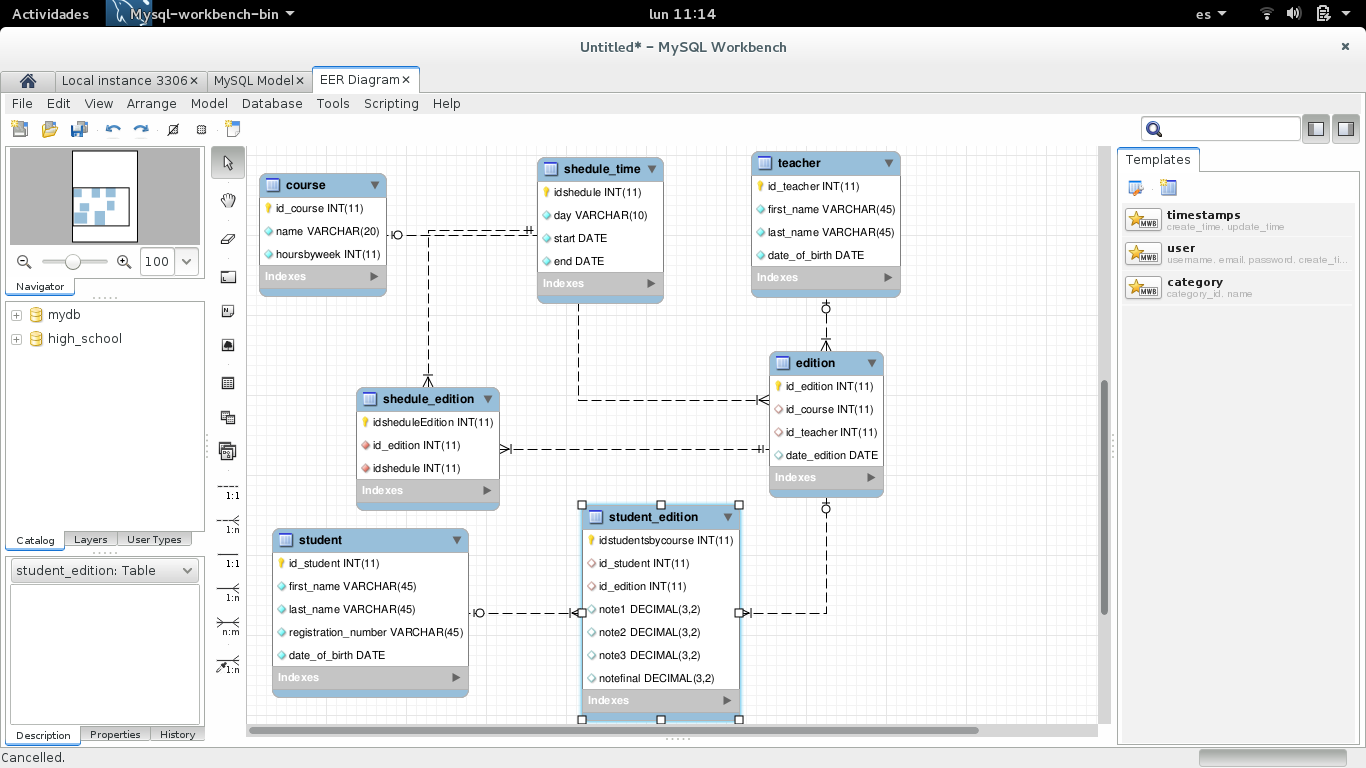 Actividades
Mysql-workbench-bin
lun 11:14
es
Untitled* - MySQL Workbench
Local instance 3306
MySQL Model
EER Diagram
File Edit View Arrange Model Database Tools Scripting Help
100
Navigator
mydb
high_school
Catalog Layers User Types
student_edition: Table
Description Properties History
Cancelled.
1:1
1:n
1:1
1:n
n:m
1:n
course
id_course INT(11)
name VARCHAR(20)
hoursbyweek INT(11)
Indexes
shedule_time
idshedule INT(11)
day VARCHAR(10)
start DATE
end DATE
Indexes
teacher
id_teacher INT(11)
first_name VARCHAR(45)
last_name VARCHAR(45)
date_of_birth DATE
Indexes
edition
id_edition INT(11)
id_course INT(11)
id_teacher INT(11)
date_edition DATE
Indexes
shedule_edition
idsheduleEdition INT(11)
id_edition INT(11)
idshedule INT(11)
Indexes
student
id_student INT(11)
first_name VARCHAR(45)
last_name VARCHAR(45)
registration_number VARCHAR(45)
date_of_birth DATE
Indexes
student_edition
idstudentsbycourse INT(11)
id_student INT(11)
id_edition INT(11)
note1 DECIMAL(3,2)
note2 DECIMAL(3,2)
note3 DECIMAL(3,2)
notefinal DECIMAL(3,2)
Indexes
Templates
MWB
timestamps
create_time. update_time
MWB
user
username. email. password. create_ti...
MWB
category
category_id. name